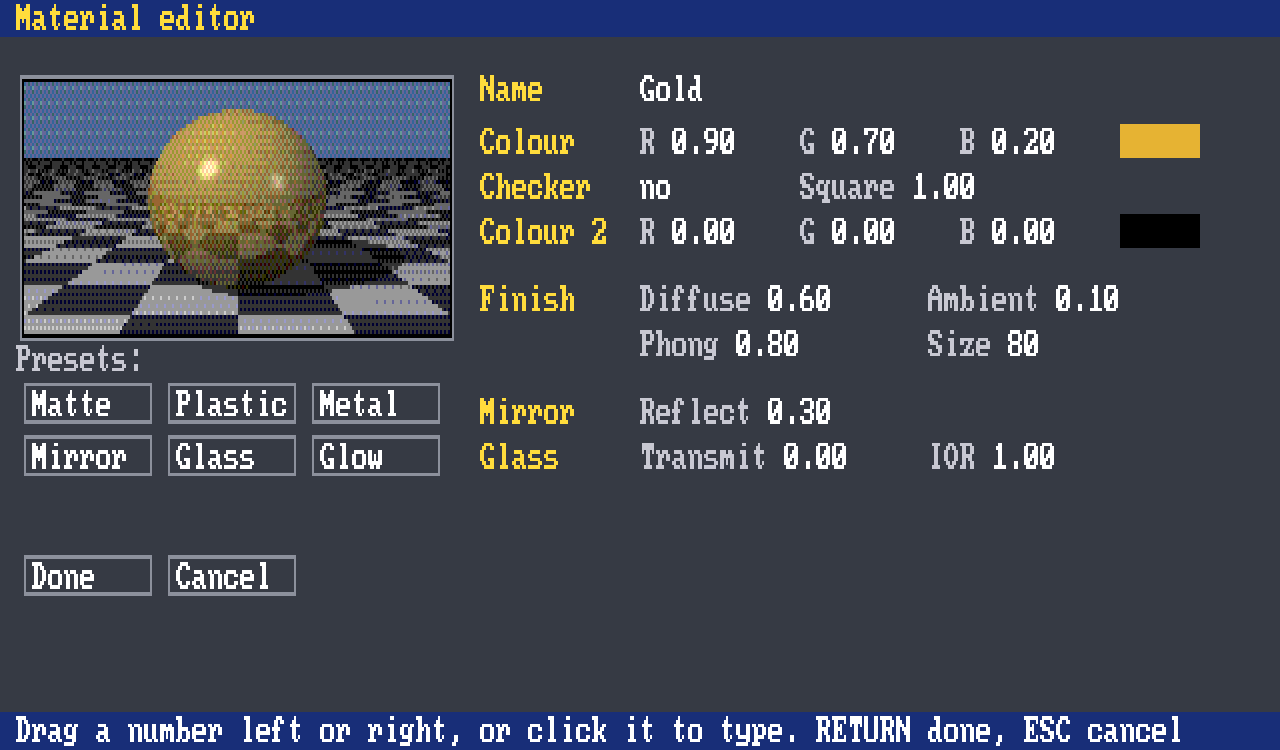 Material editor
Name Gold
Colour R 0.90 G 0.70 B 0.20
Checker no Square 1.00
Colour 2 R 0.00 G 0.00 B 0.00
Finish Diffuse 0.60 Ambient 0.10
Phong 0.80 Size 80
Presets:
Matte Plastic Metal
Mirror Reflect 0.30
Mirror Glass Glow
Glass Transmit 0.00 IOR 1.00
Done Cancel
Drag a number left or right, or click it to type. RETURN done, ESC cancel